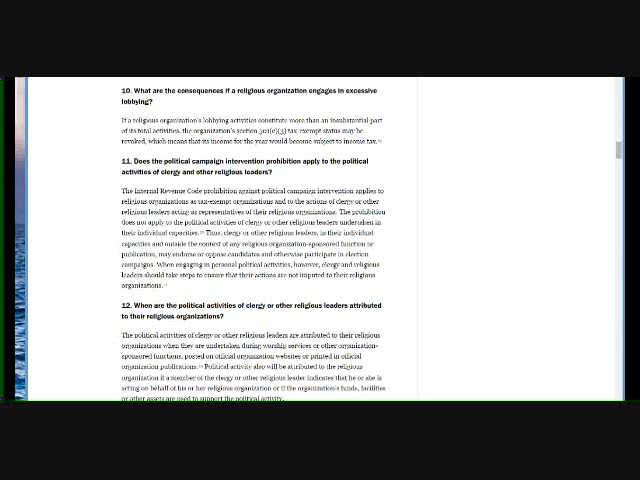 10. What are the consequences if a religious organization engages in excessive
lobbying?
If a religious organization's lobbying activities constitute more than an insubstantial part
of its total activities, the organization's section 501(c)(3) tax-exempt status may be
revoked, which means that its income for the year would become subject to income tax.
11. Does the political campaign intervention prohibition apply to the political
activities of clergy and other religious leaders?
The Internal Revenue Code prohibition against political campaign intervention applies to
religious organizations as tax-exempt organizations and to the actions of clergy or other
religious leaders acting as representatives of their religious organizations. The prohibition
does not apply to the political activities of clergy or other religious leaders undertaken in
their individual capacities. Thus, clergy or other religious leaders, in their individual
capacities and outside the context of any religious organization-sponsored function or
publication, may endorse or oppose candidates and otherwise participate in election
campaigns. When engaging in personal political activities, however, clergy and religious
leaders should take steps to ensure that their actions are not imputed to their religious
organizations.
12. When are the political activities of clergy or other religious leaders attributed
to their religious organizations?
The political activities of clergy or other religious leaders are attributed to their religious
organizations when they are undertaken during worship services or other organization-
sponsored functions, posted on official organization websites or printed in official
organization publications. Political activity also will be attributed to the religious
organization if a member of the clergy or other religious leader indicates that he or she is
acting on behalf of his or her religious organization or if the organization's funds, facilities
or other assets are used to support the political activity.